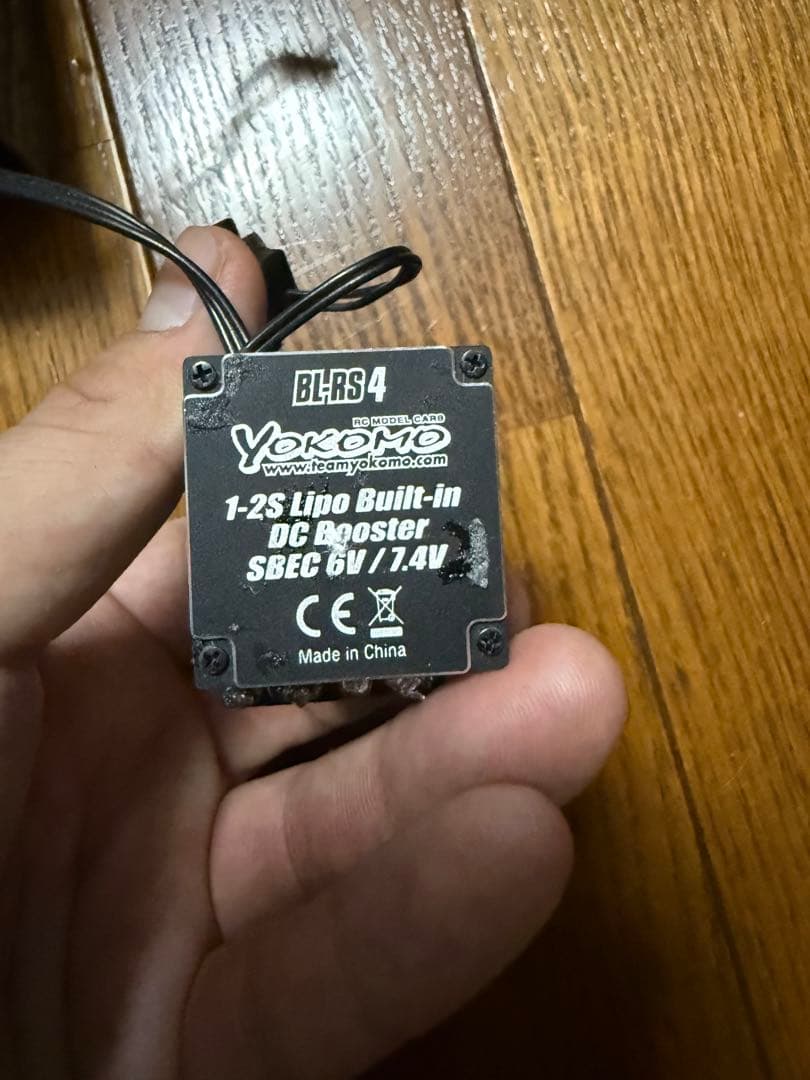 BL-RS4
RC MODEL CARS
YOKOMO
www.teamyokomo.com
1-2S Lipo Built-in
DC Booster
SBEC 6V / 7.4V
CE
Made in China